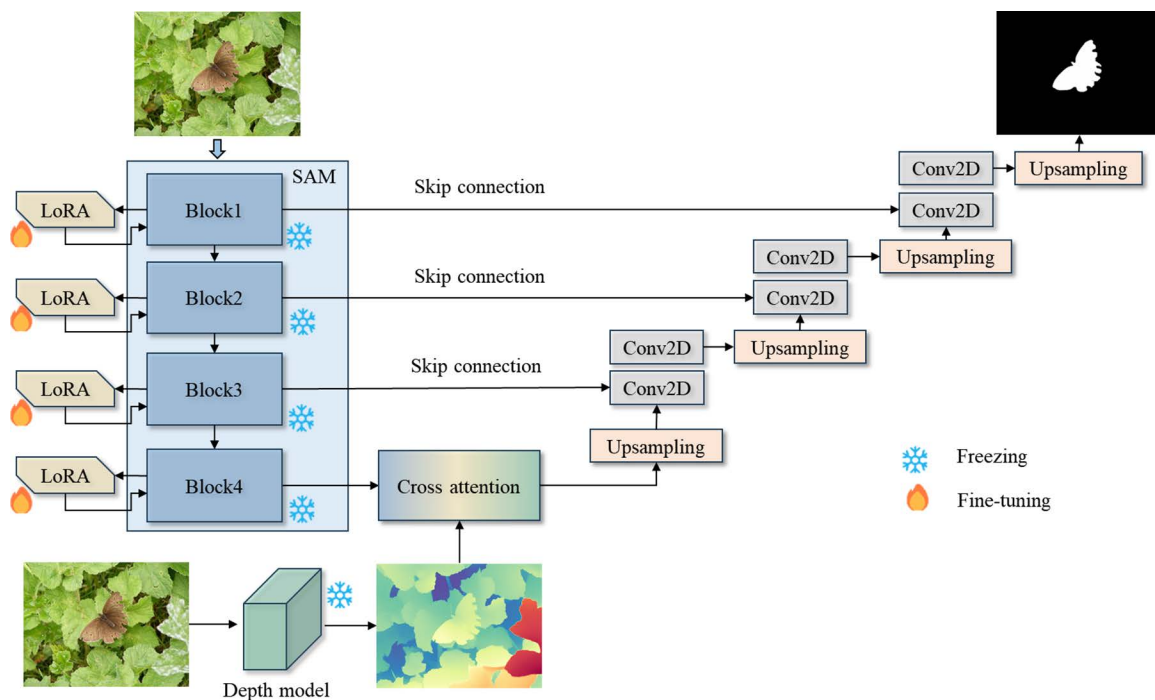 SAM
Conv2D
Upsampling
LoRA
Block1
Skip connection
Conv2D
Conv2D
Upsampling
LoRA
Block2
Skip connection
Conv2D
Conv2D
Upsampling
LoRA
Block3
Skip connection
Conv2D
Upsampling
Freezing
LoRA
Block4
Cross attention
Fine-tuning
Depth model